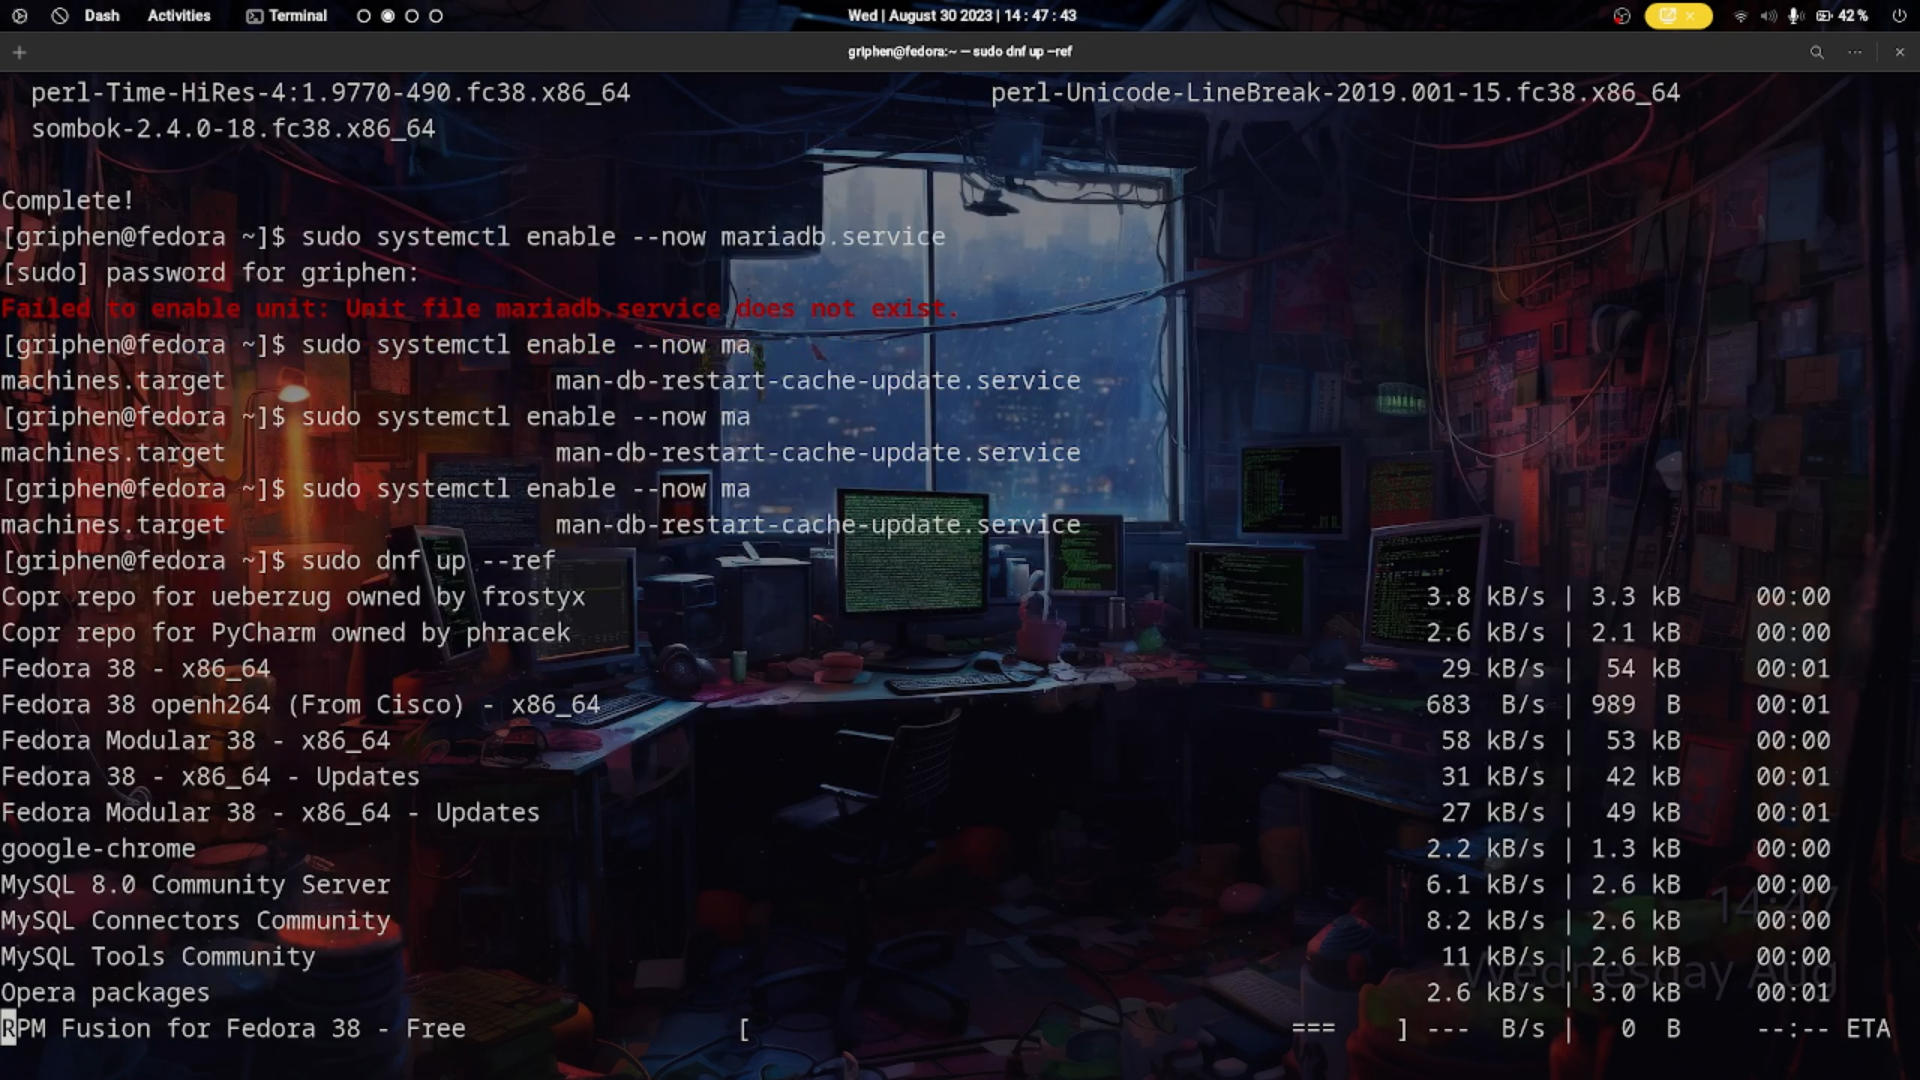 Dash Activities Terminal Wed | August 30 2023 | 14 : 47 : 43 42 %
griphen@fedora:~ — sudo dnf up --ref
perl-Time-HiRes-4:1.9770-490.fc38.x86_64 perl-Unicode-LineBreak-2019.001-15.fc38.x86_64
sombok-2.4.0-18.fc38.x86_64
Complete!
[griphen@fedora ~]$ sudo systemctl enable --now mariadb.service
[sudo] password for griphen:
Failed to enable unit: Unit file mariadb.service does not exist.
[griphen@fedora ~]$ sudo systemctl enable --now ma
machines.target man-db-restart-cache-update.service
[griphen@fedora ~]$ sudo systemctl enable --now ma
machines.target man-db-restart-cache-update.service
[griphen@fedora ~]$ sudo systemctl enable --now ma
machines.target man-db-restart-cache-update.service
[griphen@fedora ~]$ sudo dnf up --ref
Copr repo for ueberzug owned by frostyx 3.8 kB/s | 3.3 kB 00:00
Copr repo for PyCharm owned by phracek 2.6 kB/s | 2.1 kB 00:00
Fedora 38 - x86_64 29 kB/s | 54 kB 00:01
Fedora 38 openh264 (From Cisco) - x86_64 683 B/s | 989 B 00:01
Fedora Modular 38 - x86_64 58 kB/s | 53 kB 00:00
Fedora 38 - x86_64 - Updates 31 kB/s | 42 kB 00:01
Fedora Modular 38 - x86_64 - Updates 27 kB/s | 49 kB 00:01
google-chrome 2.2 kB/s | 1.3 kB 00:00
MySQL 8.0 Community Server 6.1 kB/s | 2.6 kB 00:00
MySQL Connectors Community 8.2 kB/s | 2.6 kB 00:00
14:47
MySQL Tools Community 11 kB/s | 2.6 kB 00:00
Wednesday Aug
Opera packages 2.6 kB/s | 3.0 kB 00:01
RPM Fusion for Fedora 38 - Free [ === ] --- B/s | 0 B --:-- ETA